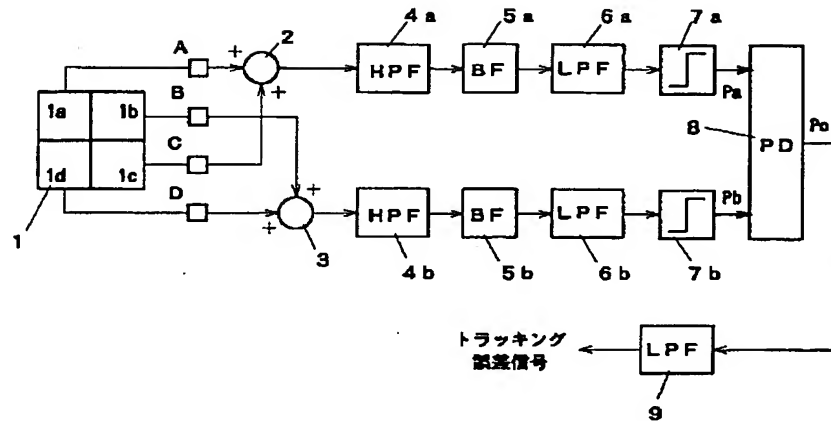 4a 5a 6a 7a
A + 2
HPF BF LPF
+
Pa
1a 1b
B
8 PD Po
C
1d 1c
D
+
+
Pb
HPF BF LPF
1
3
4b 5b 6b 7b
トラッキング
誤差信号
LPF
9